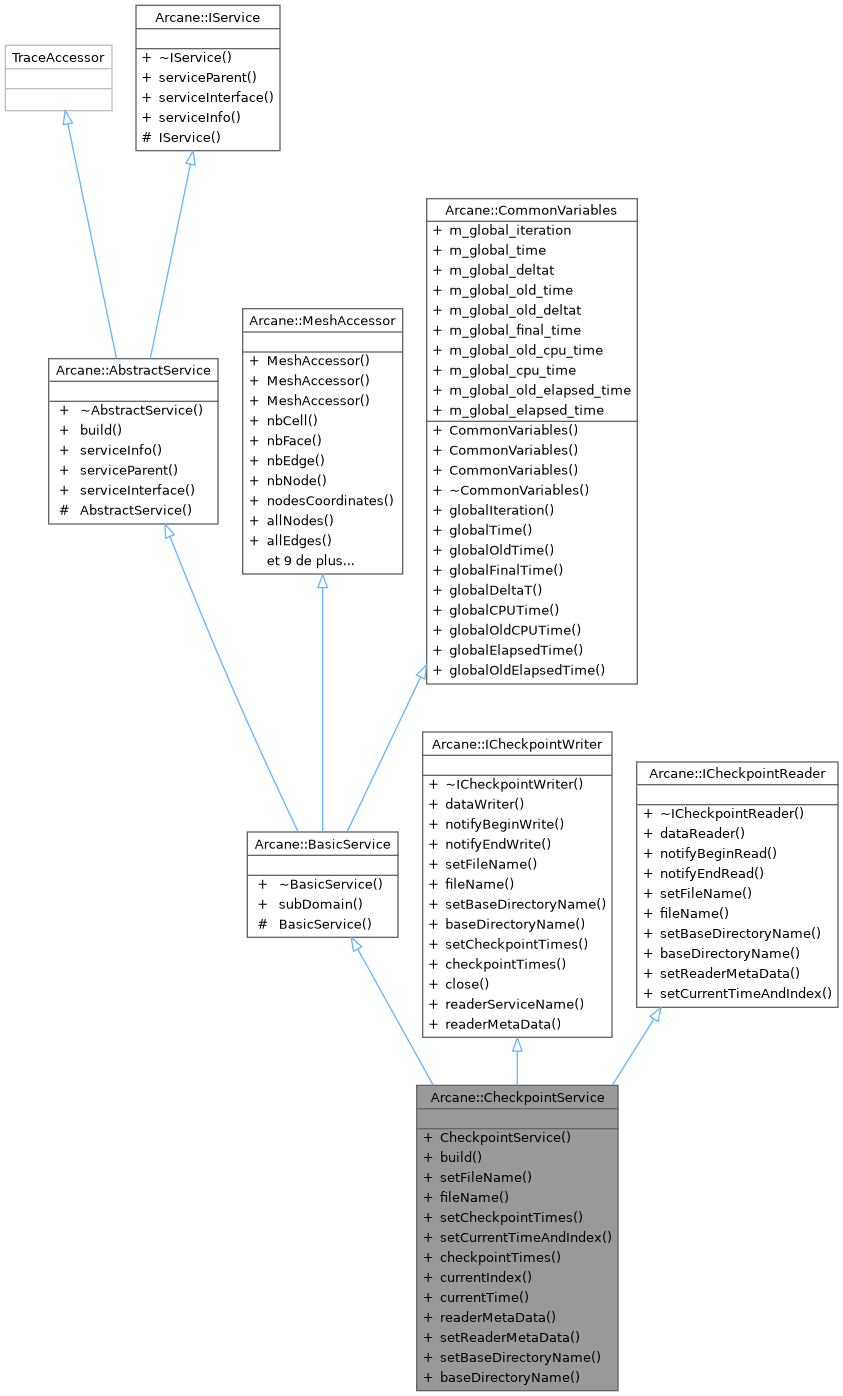 Arcane::IService
+ ~IService()
+ serviceParent()
+ serviceInterface()
+ serviceInfo()
# IService()
TraceAccessor
Arcane::CommonVariables
+ m_global_iteration
+ m_global_time
+ m_global_deltat
+ m_global_old_time
+ m_global_old_deltat
+ m_global_final_time
+ m_global_old_cpu_time
+ m_global_cpu_time
+ m_global_old_elapsed_time
+ m_global_elapsed_time
+ CommonVariables()
+ CommonVariables()
+ CommonVariables()
+ ~CommonVariables()
+ globalIteration()
+ globalTime()
+ globalOldTime()
+ globalFinalTime()
+ globalDeltaT()
+ globalCPUTime()
+ globalOldCPUTime()
+ globalElapsedTime()
+ globalOldElapsedTime()
Arcane::MeshAccessor
+ MeshAccessor()
+ MeshAccessor()
+ MeshAccessor()
+ nbCell()
+ nbFace()
+ nbEdge()
+ nbNode()
+ nodesCoordinates()
+ allNodes()
+ allEdges()
et 9 de plus...
Arcane::AbstractService
+ ~AbstractService()
+ build()
+ serviceInfo()
+ serviceParent()
+ serviceInterface()
# AbstractService()
Arcane::ICheckpointWriter
+ ~ICheckpointWriter()
+ dataWriter()
+ notifyBeginWrite()
+ notifyEndWrite()
+ setFileName()
+ fileName()
+ setBaseDirectoryName()
+ baseDirectoryName()
+ setCheckpointTimes()
+ checkpointTimes()
+ close()
+ readerServiceName()
+ readerMetaData()
Arcane::ICheckpointReader
+ ~ICheckpointReader()
+ dataReader()
+ notifyBeginRead()
+ notifyEndRead()
+ setFileName()
+ fileName()
+ setBaseDirectoryName()
+ baseDirectoryName()
+ setReaderMetaData()
+ setCurrentTimeAndIndex()
Arcane::BasicService
+ ~BasicService()
+ subDomain()
# BasicService()
Arcane::CheckpointService
+ CheckpointService()
+ build()
+ setFileName()
+ fileName()
+ setCheckpointTimes()
+ setCurrentTimeAndIndex()
+ checkpointTimes()
+ currentIndex()
+ currentTime()
+ readerMetaData()
+ setReaderMetaData()
+ setBaseDirectoryName()
+ baseDirectoryName()